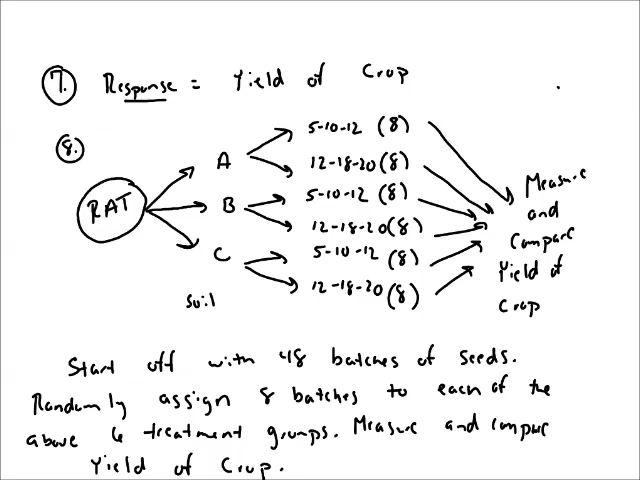 7. Response = Yield of Crop
8.
RAT
A
B
C
Soil
5-10-12 (8)
12-18-20 (8)
5-10-12 (8)
12-18-20 (8)
5-10-12 (8)
12-18-20 (8)
Measure
and
Compare
Yield of
Crop
Start off with 48 batches of seeds.
Randomly assign 8 batches to each of the
above 6 treatment groups. Measure and compare
Yield of Crop.